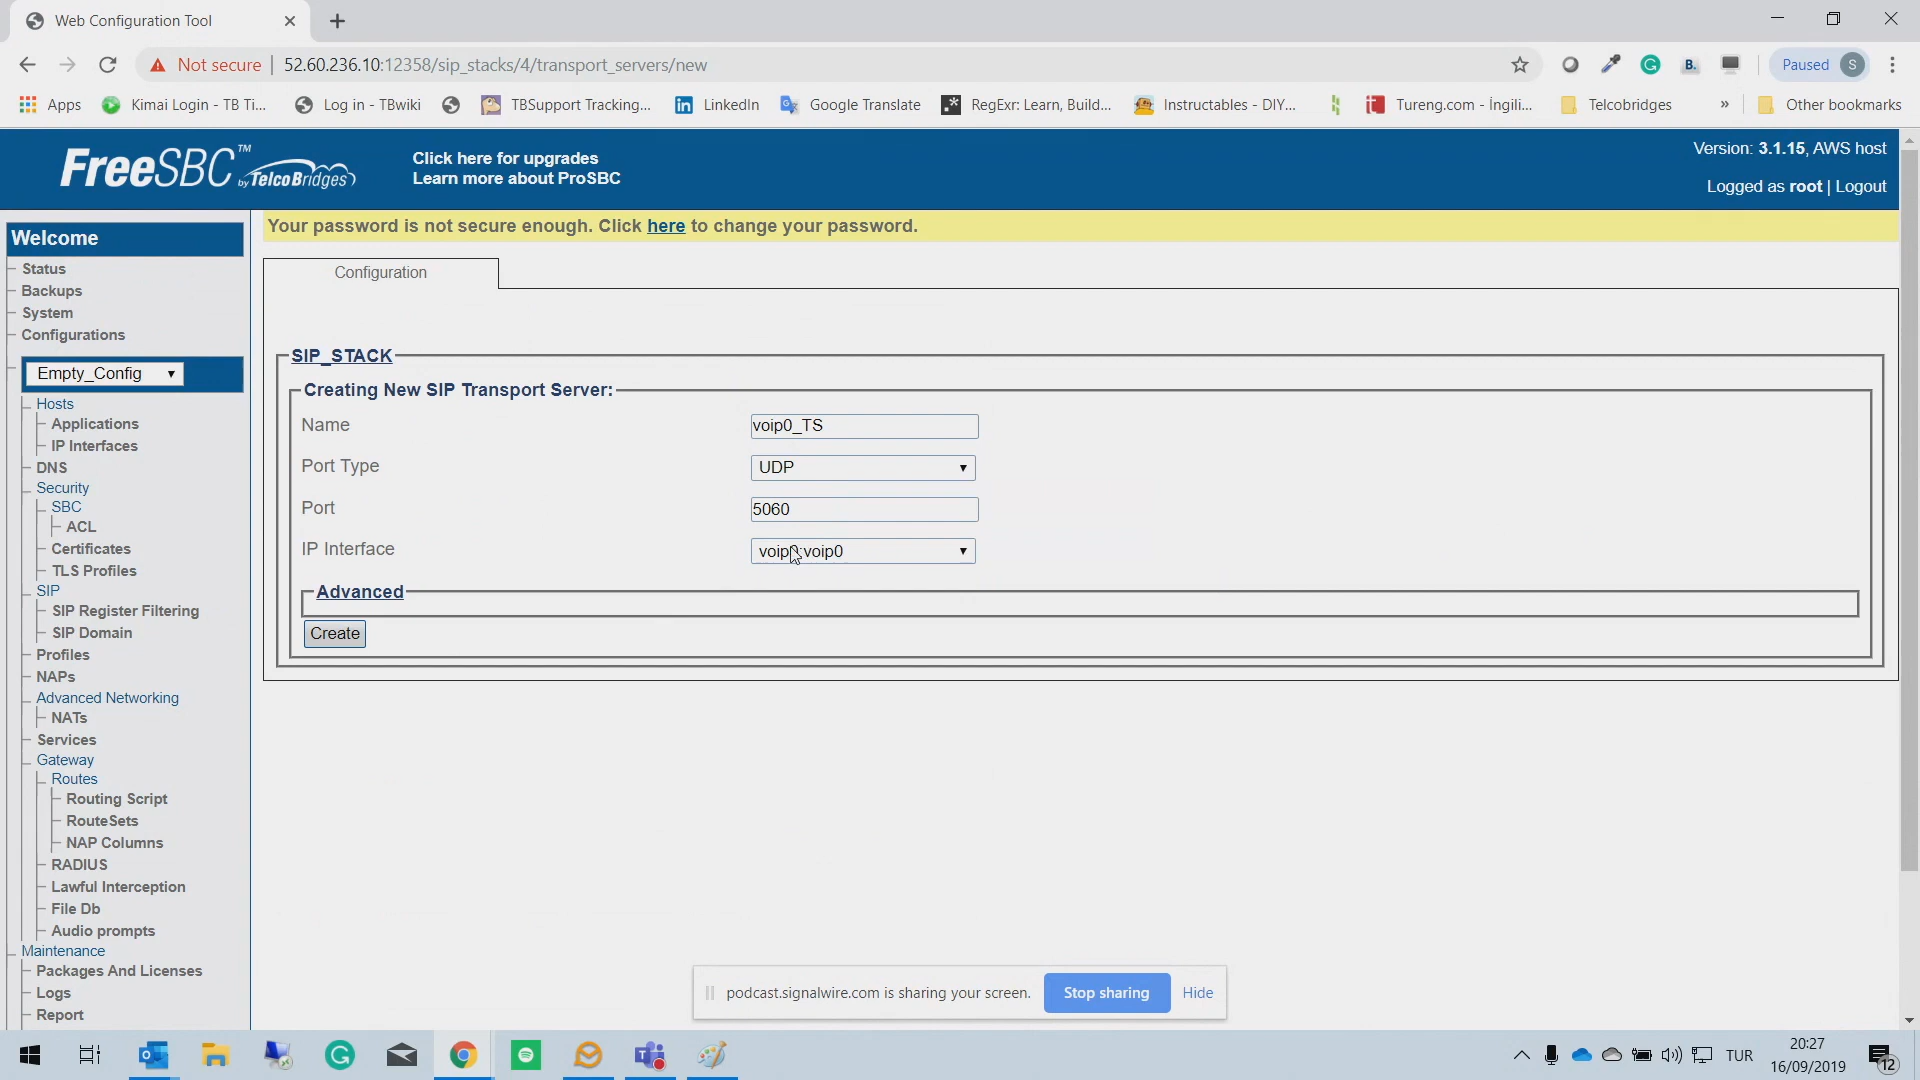 Web Configuration Tool
Not secure | 52.60.236.10:12358/sip_stacks/4/transport_servers/new
Paused S
Apps
Kimai Login - TB Ti...
Log in - TBwiki
TBSupport Tracking...
LinkedIn
Google Translate
RegExr: Learn, Build...
Instructables - DIY...
Tureng.com - İngili...
Telcobridges
»
Other bookmarks
FreeSBC™ by TelcoBridges
Click here for upgrades
Learn more about ProSBC
Version: 3.1.15, AWS host
Logged as root | Logout
Your password is not secure enough. Click here to change your password.
Welcome
Status
Backups
System
Configurations
Empty_Config
Hosts
Applications
IP Interfaces
DNS
Security
SBC
ACL
Certificates
TLS Profiles
SIP
SIP Register Filtering
SIP Domain
Profiles
NAPs
Advanced Networking
NATs
Services
Gateway
Routes
Routing Script
RouteSets
NAP Columns
RADIUS
Lawful Interception
File Db
Audio prompts
Maintenance
Packages And Licenses
Logs
Report
Configuration
SIP_STACK
Creating New SIP Transport Server:
Name voip0_TS
Port Type UDP
Port 5060
IP Interface voip0:voip0
Advanced
Create
podcast.signalwire.com is sharing your screen. Stop sharing Hide
TUR
20:27
16/09/2019
12